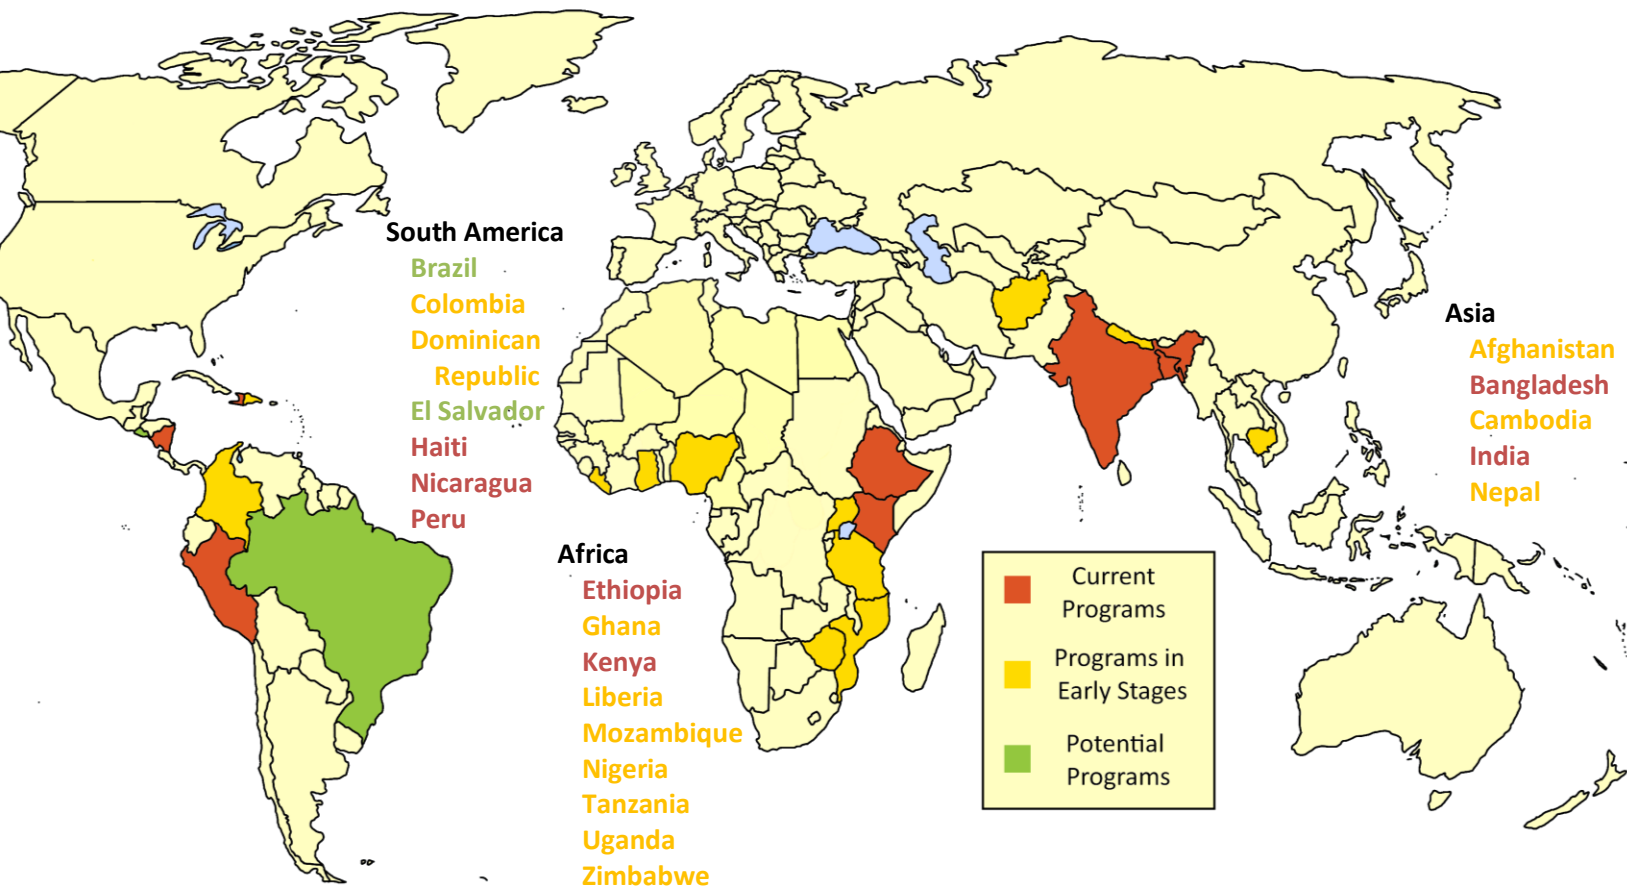 South America
Brazil
Colombia
Dominican
Republic
El Salvador
Haiti
Nicaragua
Peru
Africa
Ethiopia
Ghana
Kenya
Liberia
Mozambique
Nigeria
Tanzania
Uganda
Zimbabwe
Asia
Afghanistan
Bangladesh
Cambodia
India
Nepal
Current
Programs
Programs in
Early Stages
Potential
Programs